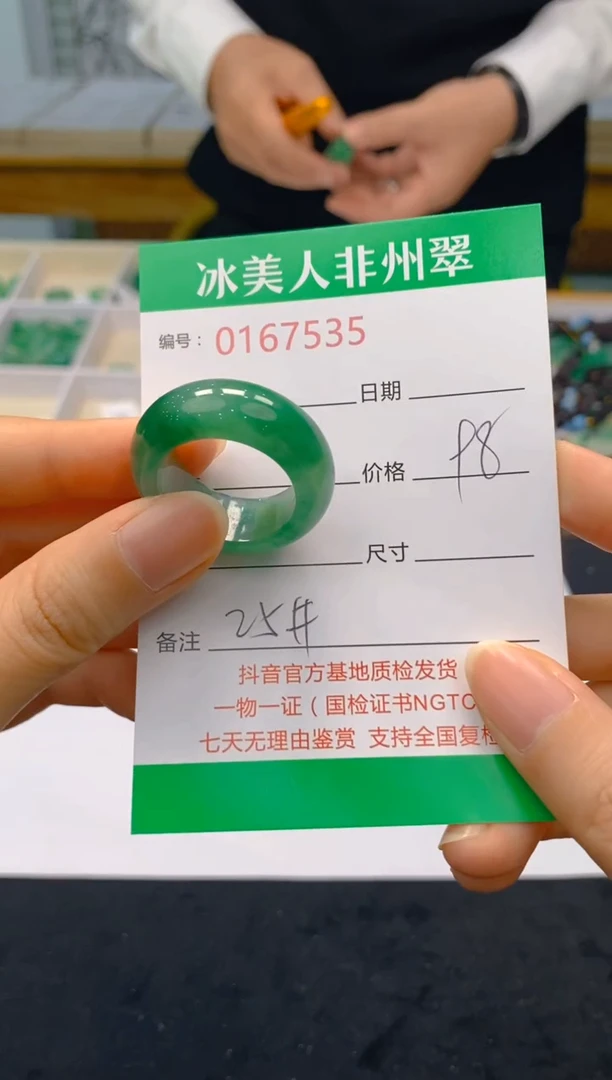 冰美人非州翠
编号：0167535
日期
价格 98
尺寸
备注 25#
抖音官方基地质检发货
一物一证（国检证书NGTC
七天无理由鉴赏 支持全国复检